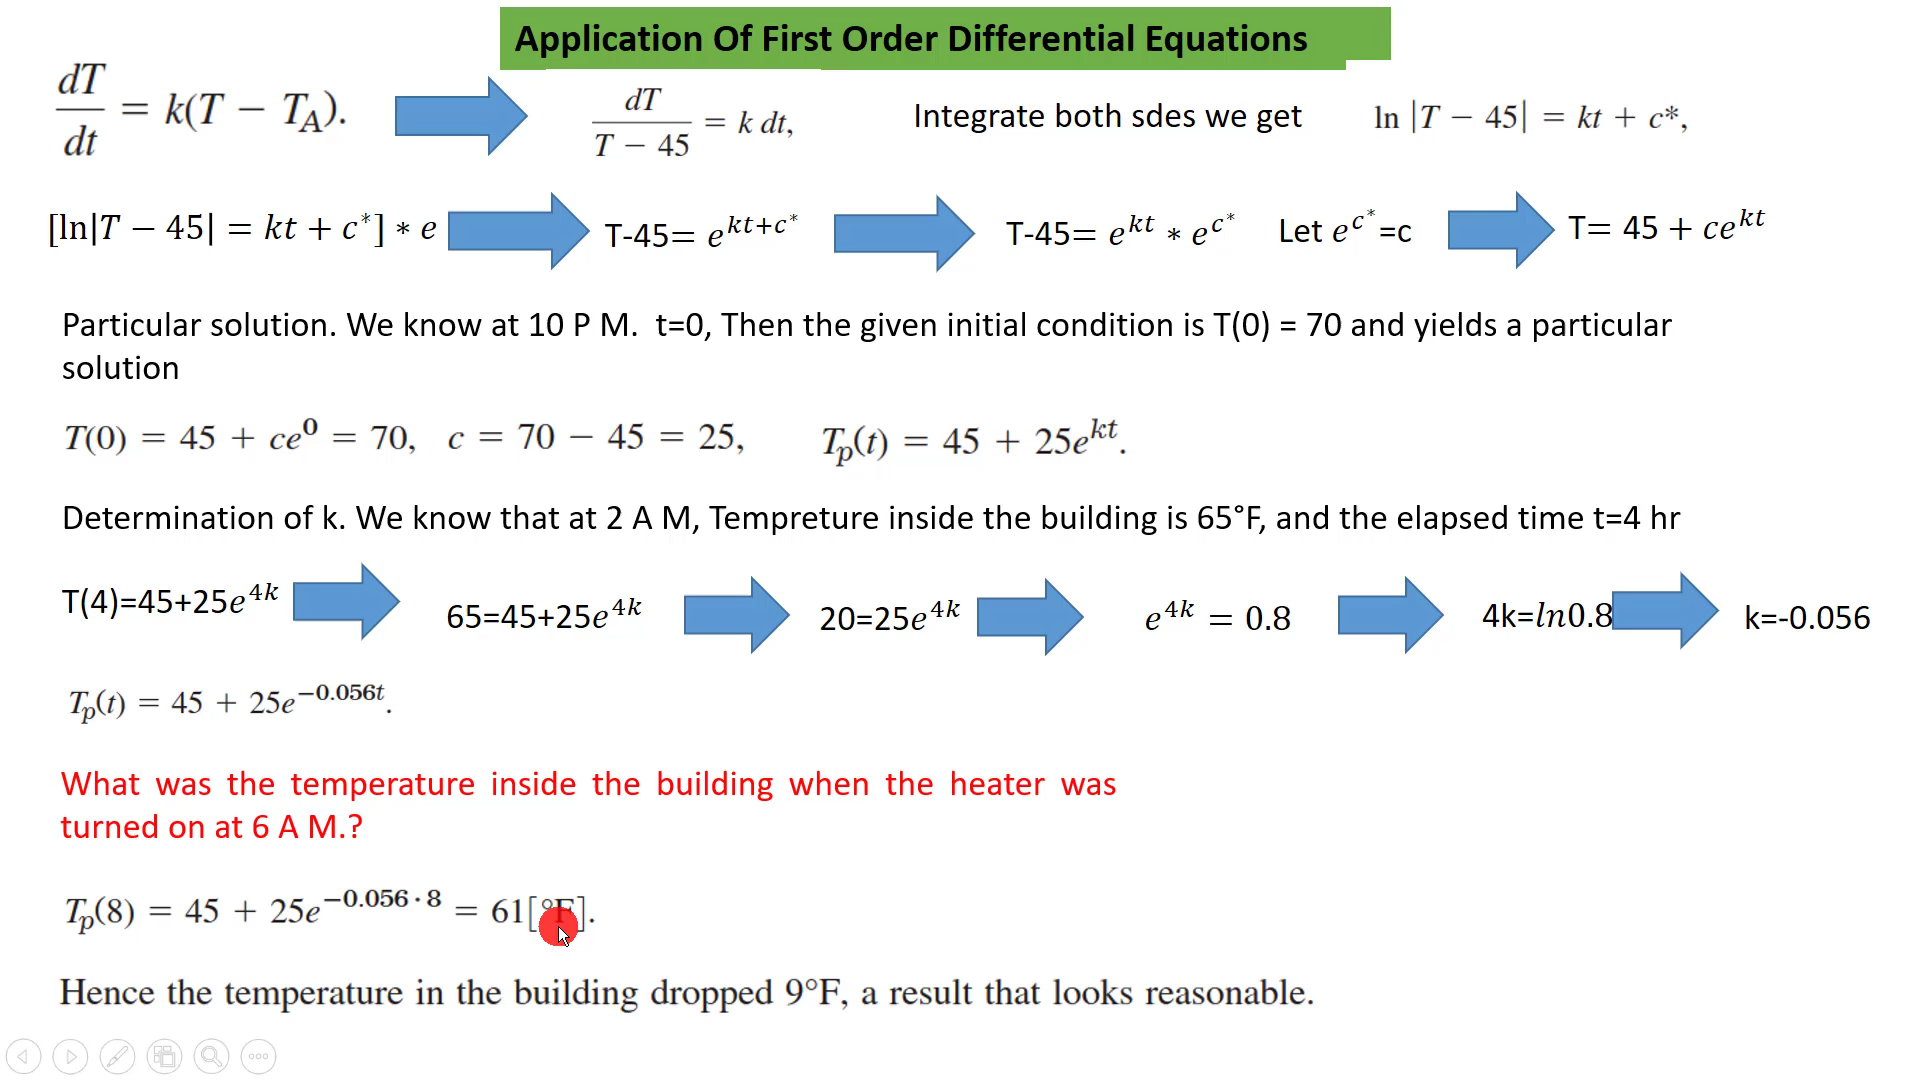 Application Of First Order Differential Equations
dT/dt = k(T − T_A).
dT/(T − 45) = k dt,
Integrate both sdes we get
ln |T − 45| = kt + c*,
[ln|T − 45| = kt + c*] ∗ e
T-45= e^(kt+c*)
T-45= e^(kt) ∗ e^(c*)
Let e^(c*)=c
T= 45 + ce^(kt)
Particular solution. We know at 10 P M. t=0, Then the given initial condition is T(0) = 70 and yields a particular
solution
T(0) = 45 + ce^0 = 70, c = 70 − 45 = 25,
T_p(t) = 45 + 25e^(kt).
Determination of k. We know that at 2 A M, Tempreture inside the building is 65°F, and the elapsed time t=4 hr
T(4)=45+25e^(4k)
65=45+25e^(4k)
20=25e^(4k)
e^(4k) = 0.8
4k=ln0.8
k=-0.056
T_p(t) = 45 + 25e^(−0.056t).
What was the temperature inside the building when the heater was
turned on at 6 A M.?
T_p(8) = 45 + 25e^(−0.056·8) = 61[°F].
Hence the temperature in the building dropped 9°F, a result that looks reasonable.